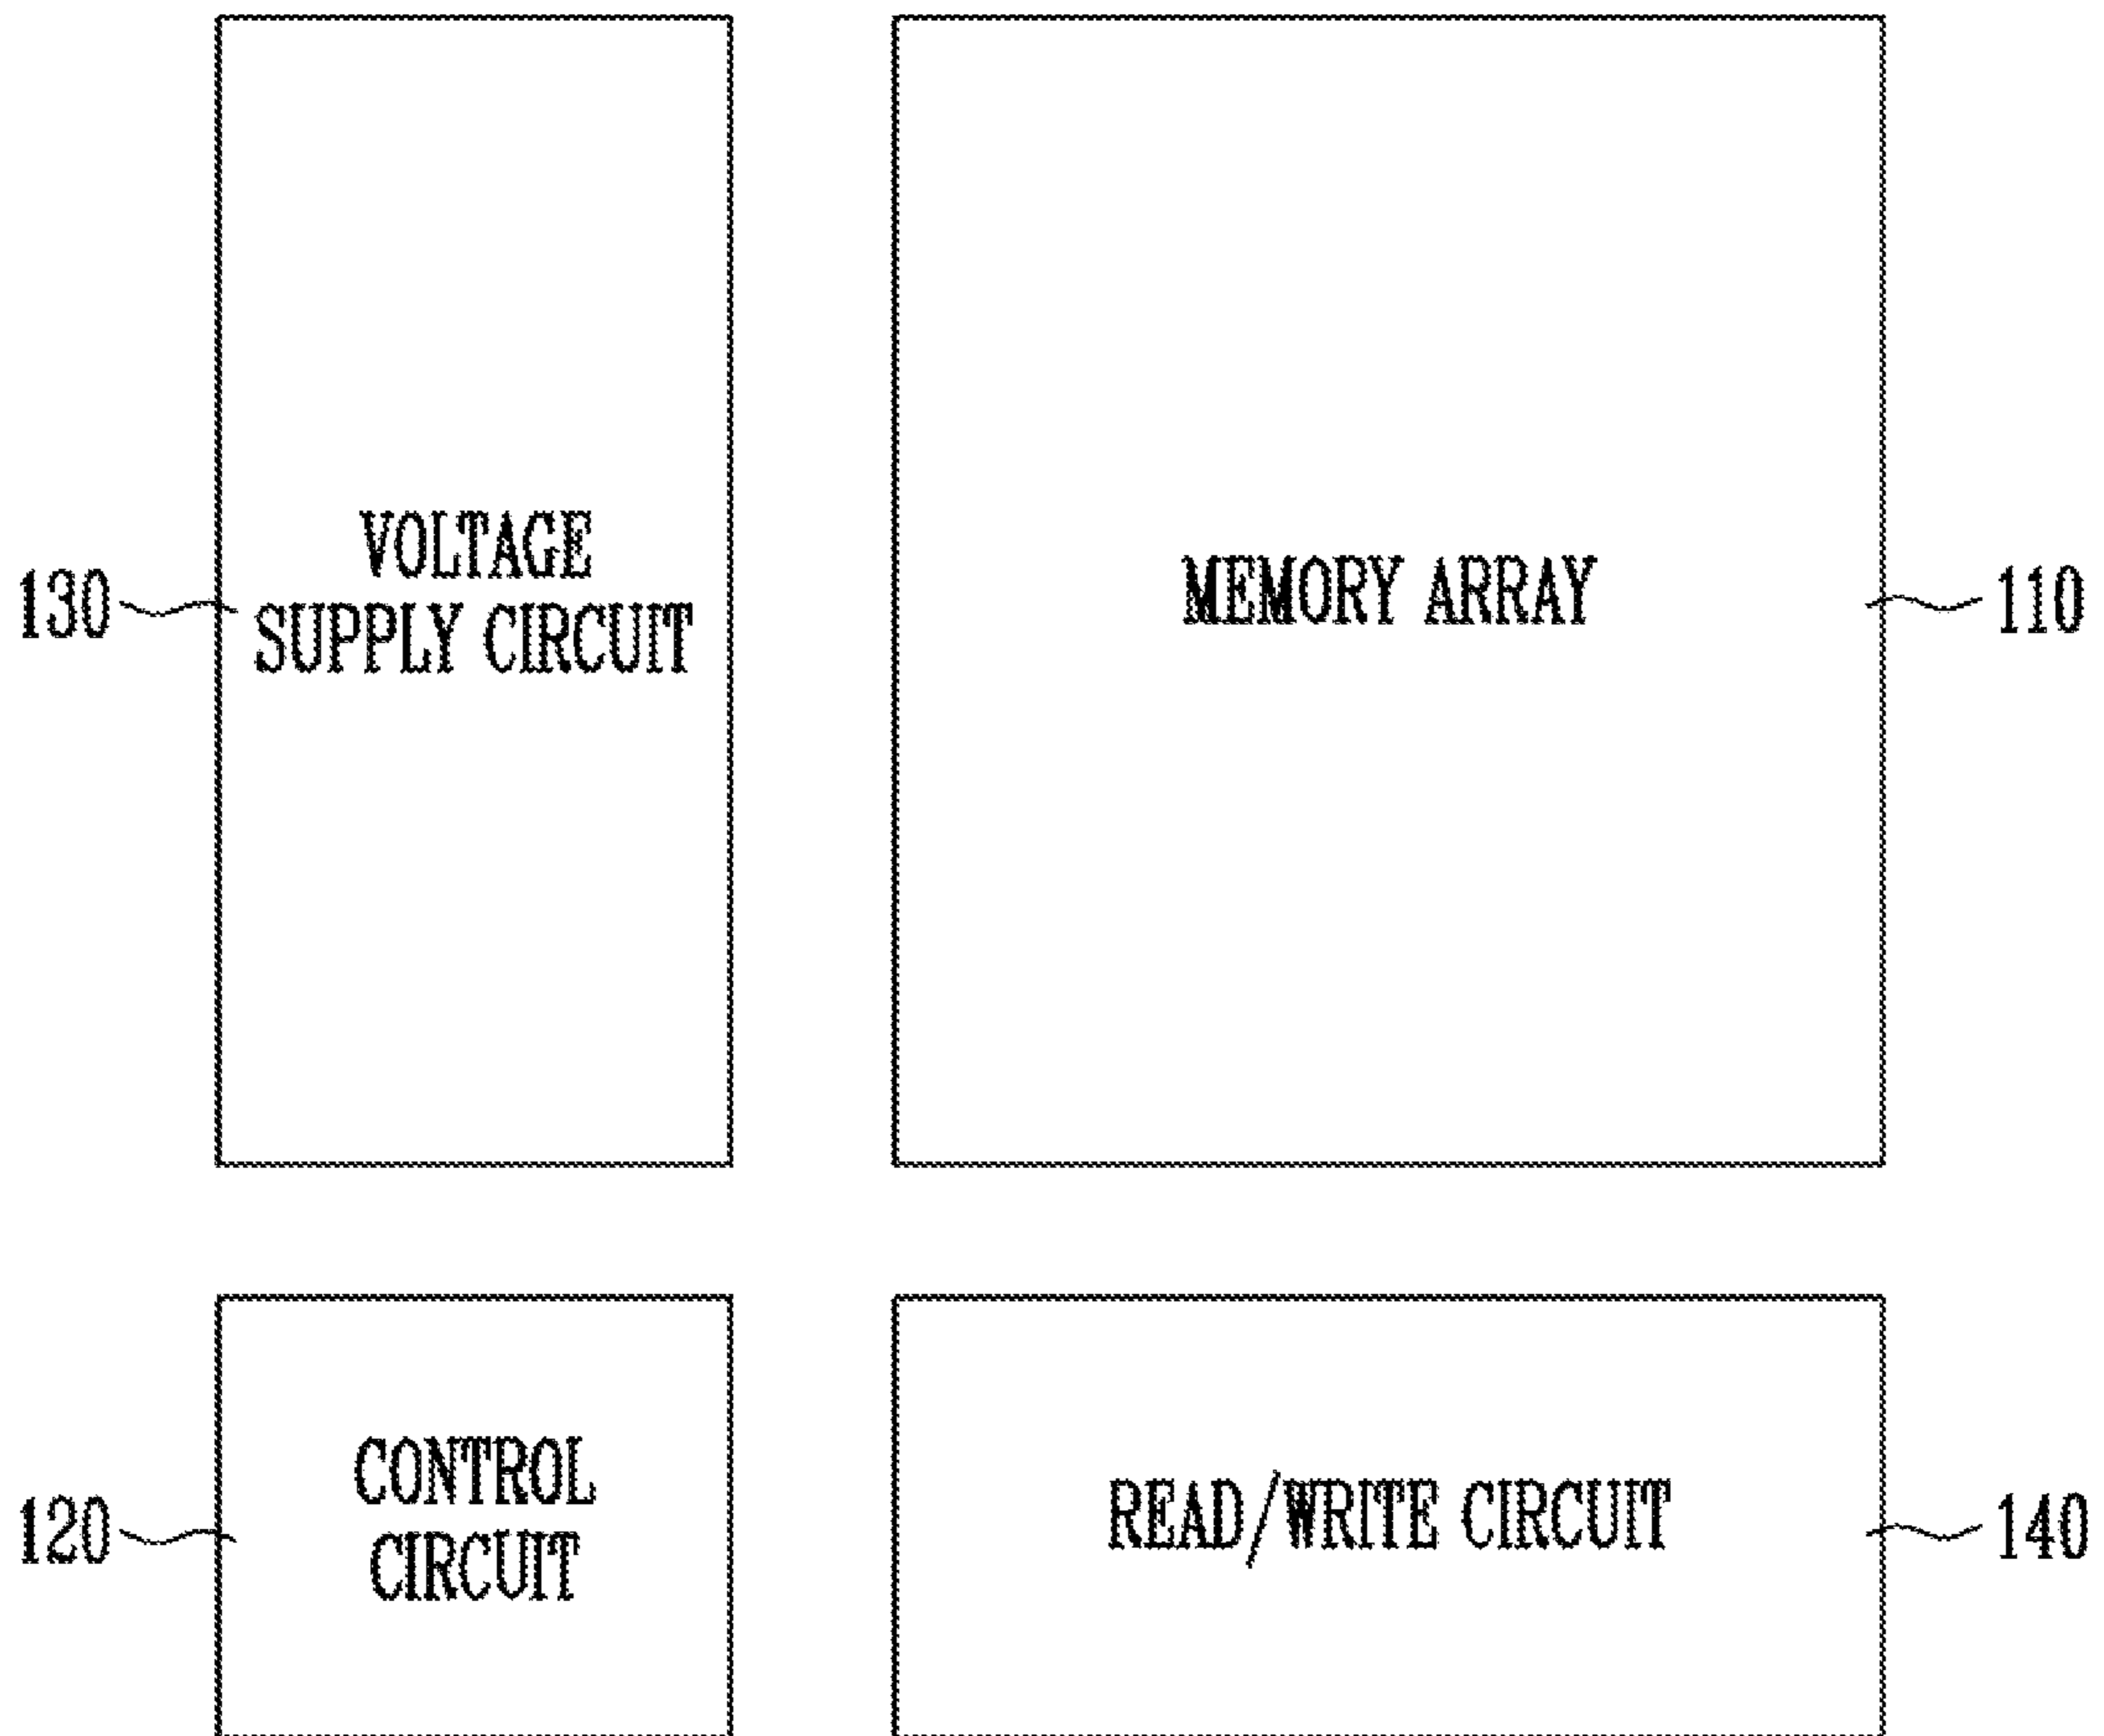 VOLTAGE
SUPPLY CIRCUIT
130
MEMORY ARRAY
110
CONTROL
CIRCUIT
120
READ/WRITE CIRCUIT
140